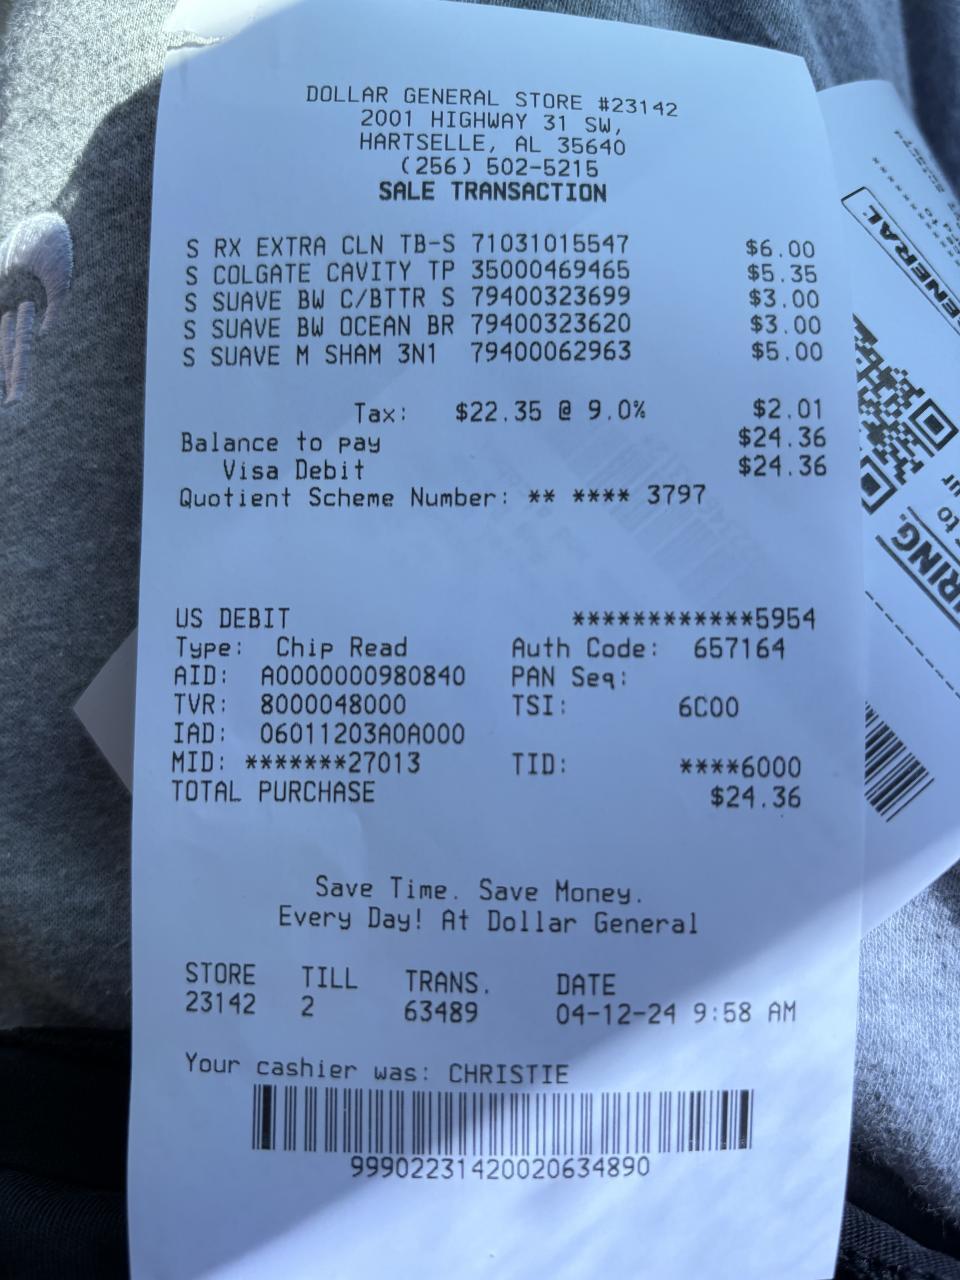 DOLLAR GENERAL STORE #23142
2001 HIGHWAY 31 SW,
HARTSELLE, AL 35640
(256) 502-5215
SALE TRANSACTION
S RX EXTRA CLN TB-S 71031015547 $6.00
S COLGATE CAVITY TP 35000469465 $5.35
S SUAVE BW C/BTTR S 79400323699 $3.00
S SUAVE BW OCEAN BR 79400323620 $3.00
S SUAVE M SHAM 3N1 79400062963 $5.00
Tax: $22.35 @ 9.0% $2.01
Balance to pay $24.36
Visa Debit $24.36
Quotient Scheme Number: ** **** 3797
US DEBIT ************5954
Type: Chip Read Auth Code: 657164
AID: A0000000980840 PAN Seq:
TVR: 8000048000 TSI: 6C00
IAD: 06011203A0A000
MID: *******27013 TID: ****6000
TOTAL PURCHASE $24.36
Save Time. Save Money.
Every Day! At Dollar General
STORE TILL TRANS. DATE
23142 2 63489 04-12-24 9:58 AM
Your cashier was: CHRISTIE
99902231420020634890
ENERAL
RING.
to
ur